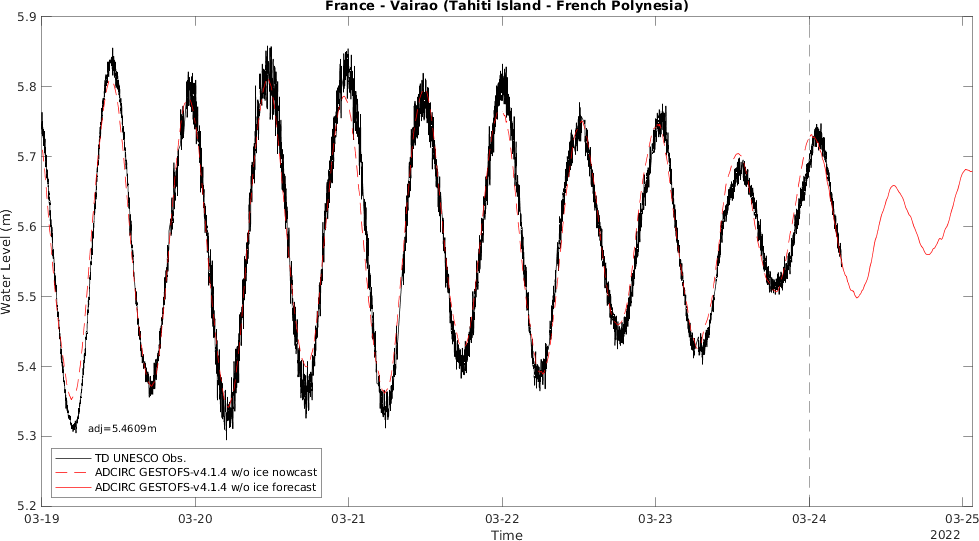 France - Vairao (Tahiti Island - French Polynesia)
5.9
5.8
5.7
5.6
5.5
5.4
5.3
5.2
Water Level (m)
adj=5.4609m
TD UNESCO Obs.
ADCIRC GESTOFS-v4.1.4 w/o ice nowcast
ADCIRC GESTOFS-v4.1.4 w/o ice forecast
03-19 03-20 03-21 03-22 03-23 03-24 03-25
Time
2022